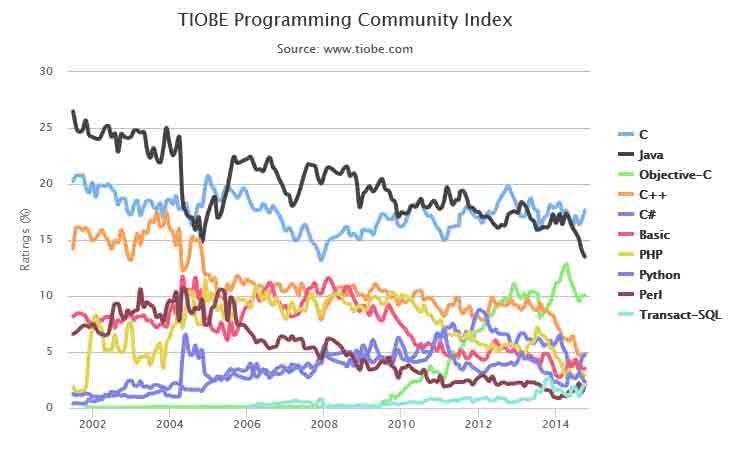 TIOBE Programming Community Index
Source: www.tiobe.com
Ratings (%)
30
25
20
15
10
5
0
2002
2004
2006
2008
2010
2012
2014
C
Java
Objective-C
C++
C#
Basic
PHP
Python
Perl
Transact-SQL